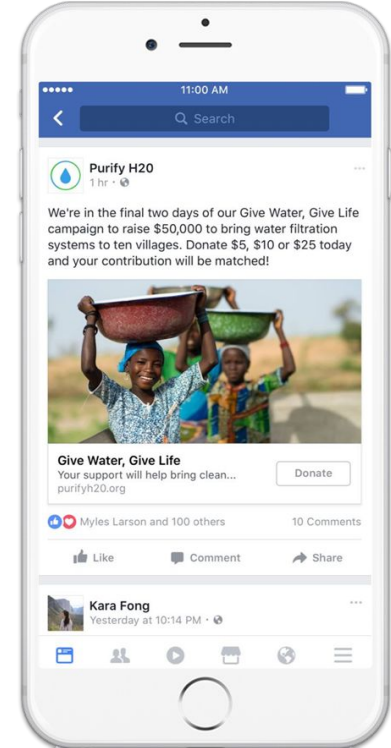 11:00 AM
Search
Purify H20
1 hr ·
We're in the final two days of our Give Water, Give Life
campaign to raise $50,000 to bring water filtration
systems to ten villages. Donate $5, $10 or $25 today
and your contribution will be matched!
Give Water, Give Life
Your support will help bring clean...
purifyh20.org
Donate
Myles Larson and 100 others
10 Comments
Like
Comment
Share
Kara Fong
Yesterday at 10:14 PM ·